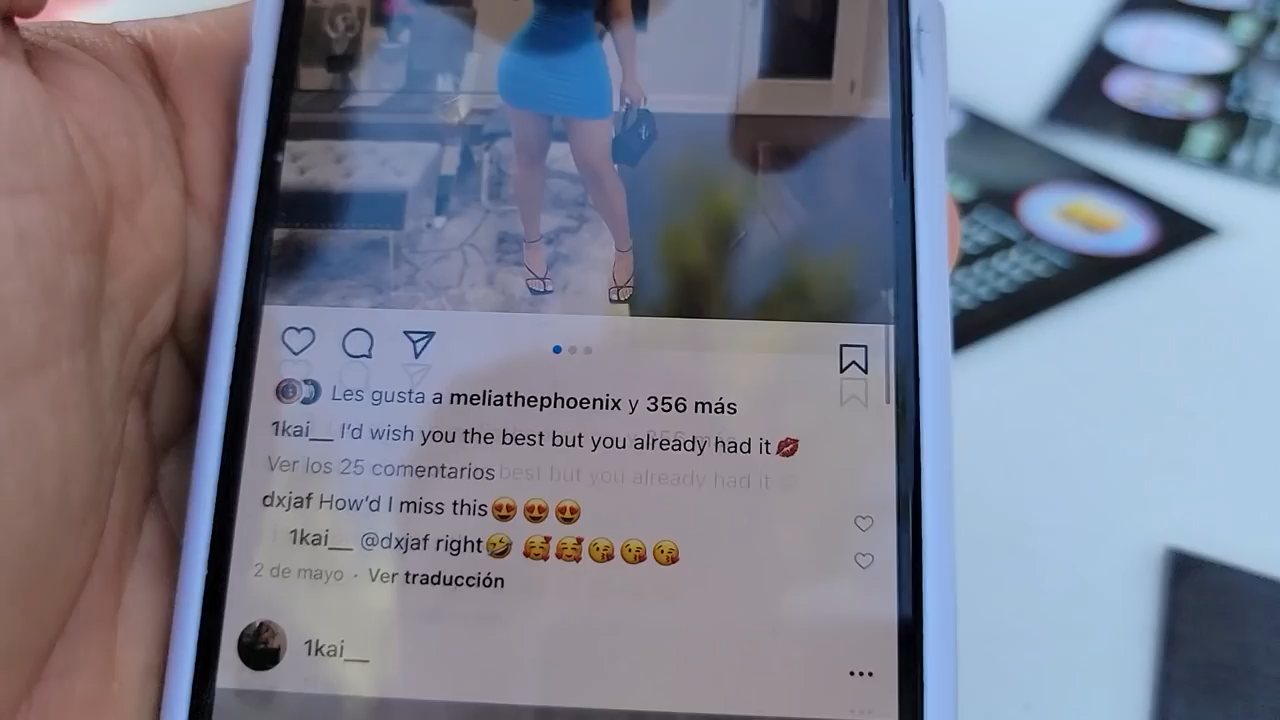 Les gusta a meliathephoenix y 356 más
1kai__ I'd wish you the best but you already had it💋
Ver los 25 comentarios
dxjaf How'd I miss this😍😍😍
1kai__ @dxjaf right🤣 🥰🥰😘😘😘
2 de mayo · Ver traducción
1kai__